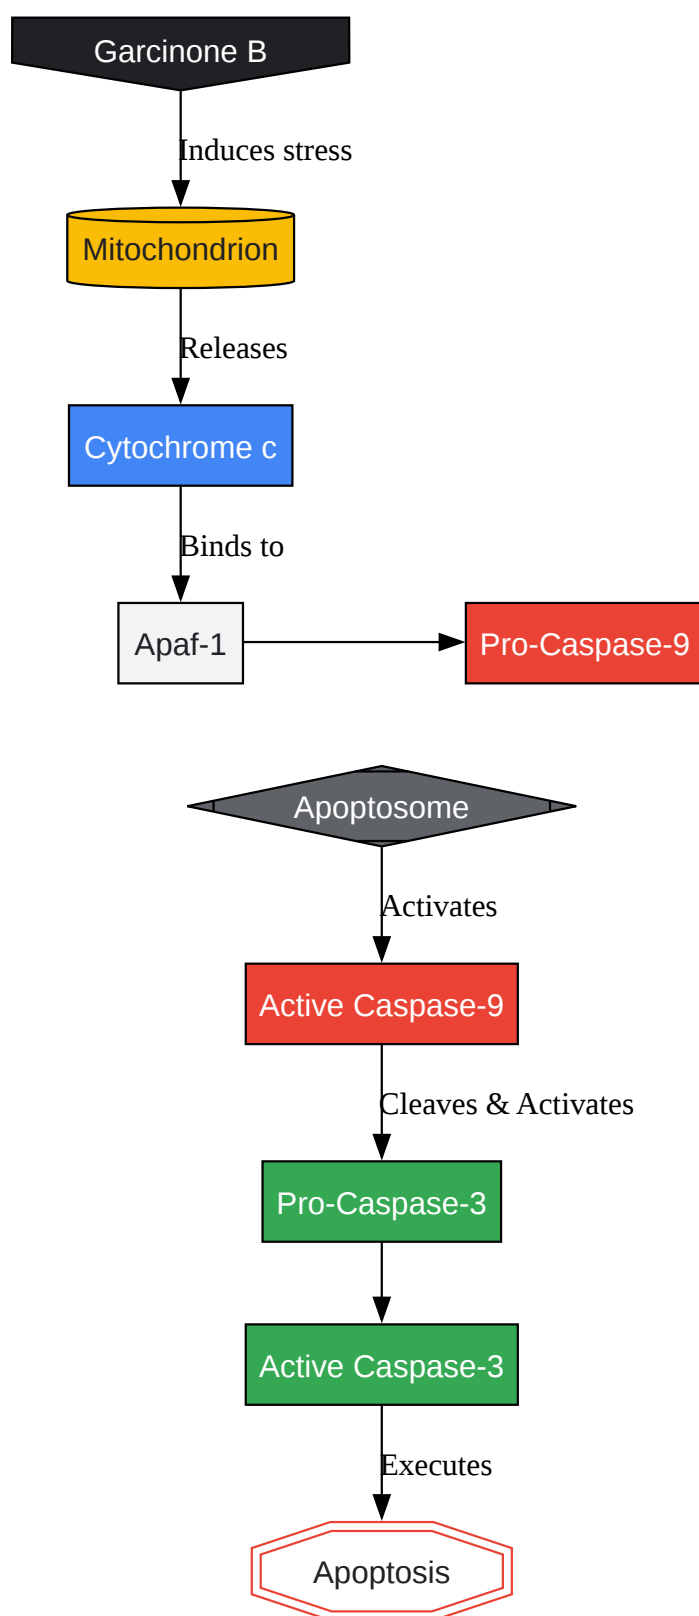 Garcinone B
Induces stress
Mitochondrion
Releases
Cytochrome c
Binds to
Apaf-1
Pro-Caspase-9
Apoptosome
Activates
Active Caspase-9
Cleaves & Activates
Pro-Caspase-3
Active Caspase-3
Executes
Apoptosis